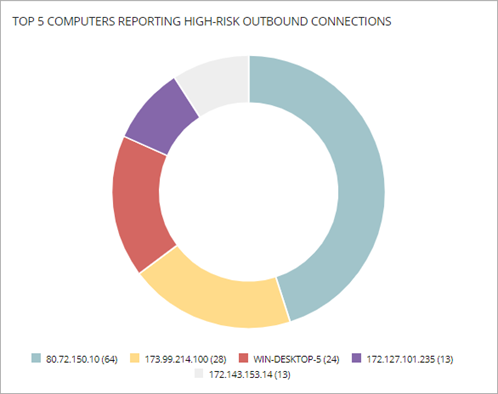 TOP 5 COMPUTERS REPORTING HIGH-RISK OUTBOUND CONNECTIONS
80.72.150.10 (64) 173.99.214.100 (28) WIN-DESKTOP-5 (24) 172.127.101.235 (13)
172.143.153.14 (13)